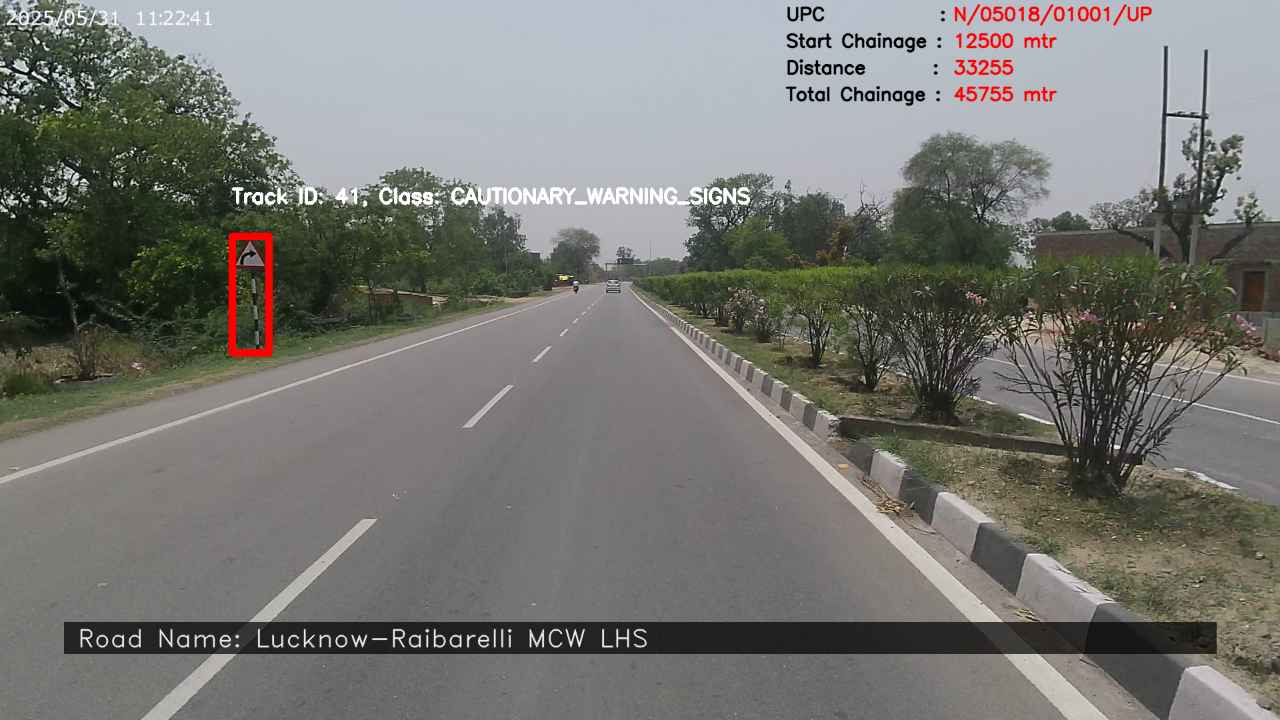 2025/05/31 11:22:41
UPC : N/05018/01001/UP
Start Chainage : 12500 mtr
Distance : 33255
Total Chainage : 45755 mtr
Track ID: 41, Class: CAUTIONARY_WARNING_SIGNS
Road Name: Lucknow-Raibarelli MCW LHS